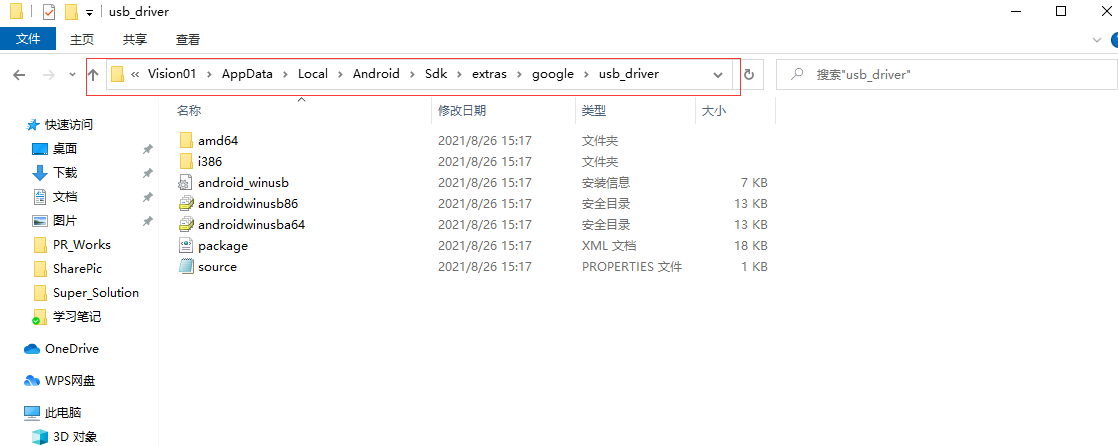 usb_driver
文件 主页 共享 查看
« Vision01 > AppData > Local > Android > Sdk > extras > google > usb_driver
搜索"usb_driver"
名称 修改日期 类型 大小
快速访问
桌面
下载
文档
图片
PR_Works
SharePic
Super_Solution
学习笔记
OneDrive
WPS网盘
此电脑
3D 对象
amd64 2021/8/26 15:17 文件夹
i386 2021/8/26 15:17 文件夹
android_winusb 2021/8/26 15:17 安装信息 7 KB
androidwinusb86 2021/8/26 15:17 安全目录 13 KB
androidwinusba64 2021/8/26 15:17 安全目录 13 KB
package 2021/8/26 15:17 XML 文档 18 KB
source 2021/8/26 15:17 PROPERTIES 文件 1 KB